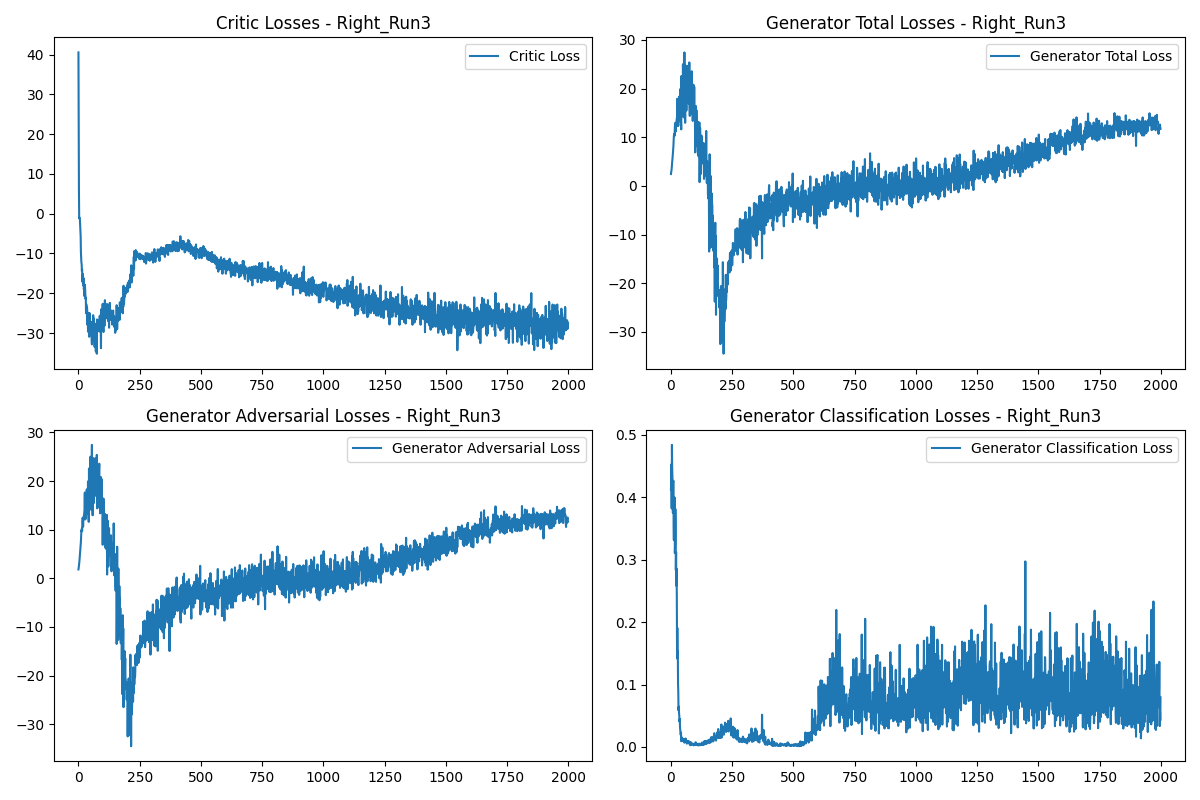 Critic Losses - Right_Run3
Critic Loss
40
30
20
10
0
−10
−20
−30
0 250 500 750 1000 1250 1500 1750 2000
Generator Total Losses - Right_Run3
Generator Total Loss
30
20
10
0
−10
−20
−30
0 250 500 750 1000 1250 1500 1750 2000
Generator Adversarial Losses - Right_Run3
Generator Adversarial Loss
30
20
10
0
−10
−20
−30
0 250 500 750 1000 1250 1500 1750 2000
Generator Classification Losses - Right_Run3
Generator Classification Loss
0.5
0.4
0.3
0.2
0.1
0.0
0 250 500 750 1000 1250 1500 1750 2000